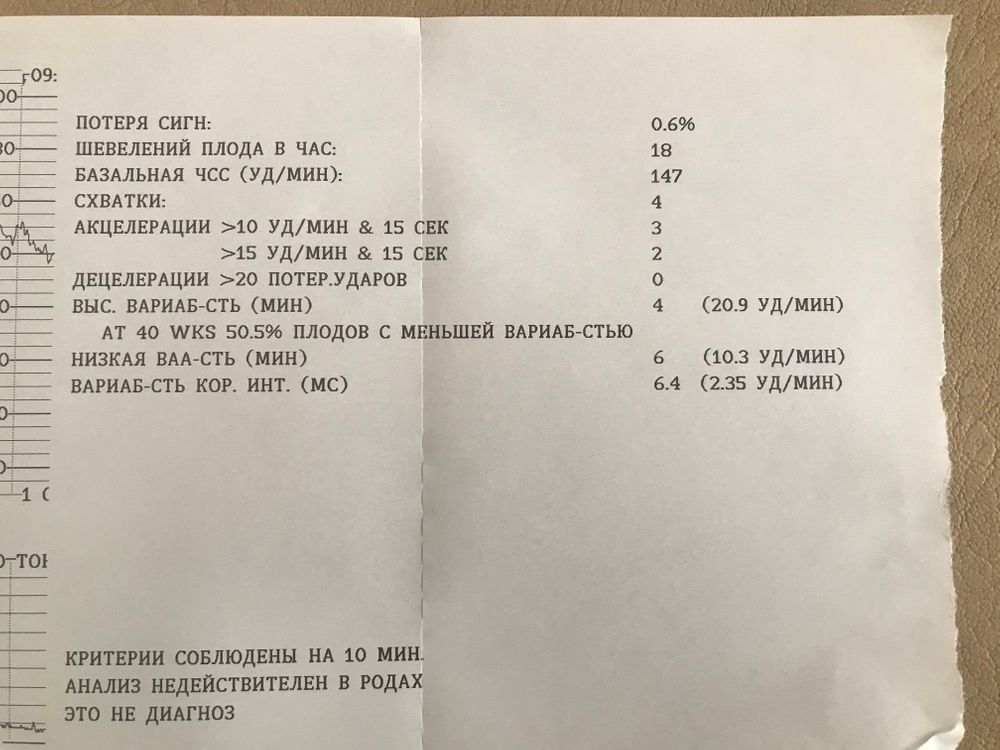 09:
ПОТЕРЯ СИГН: 0.6%
ШЕВЕЛЕНИЙ ПЛОДА В ЧАС: 18
БАЗАЛЬНАЯ ЧСС (УД/МИН): 147
СХВАТКИ: 4
АКЦЕЛЕРАЦИИ >10 УД/МИН & 15 СЕК 3
>15 УД/МИН & 15 СЕК 2
ДЕЦЕЛЕРАЦИИ >20 ПОТЕР.УДАРОВ 0
ВЫС. ВАРИАБ-СТЬ (МИН) 4 (20.9 УД/МИН)
AT 40 WKS 50.5% ПЛОДОВ С МЕНЬШЕЙ ВАРИАБ-СТЬЮ
НИЗКАЯ ВАА-СТЬ (МИН) 6 (10.3 УД/МИН)
ВАРИАБ-СТЬ КОР. ИНТ. (МС) 6.4 (2.35 УД/МИН)
КРИТЕРИИ СОБЛЮДЕНЫ НА 10 МИН.
АНАЛИЗ НЕДЕЙСТВИТЕЛЕН В РОДАХ
ЭТО НЕ ДИАГНОЗ